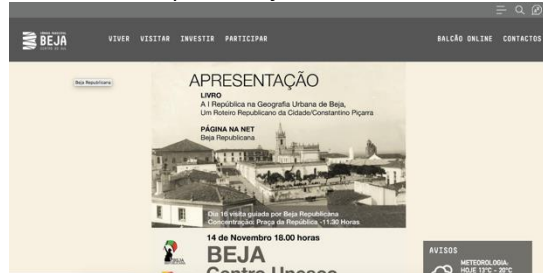 BEJA
VIVER VISITAR INVESTIR PARTICIPAR
BALCÃO ONLINE CONTACTOS
Beja Republicana
APRESENTAÇÃO
LIVRO
A I República na Geografia Urbana de Beja,
Um Roteiro Republicano da Cidade/Constantino Piçarra
PÁGINA NA NET
Beja Republicana
Dia 16 visita guiada por Beja Republicana
Concentração: Praça da República -11.30 Horas
14 de Novembro 18.00 horas
BEJA
Centro Unesco
AVISOS
METEOROLOGIA:
HOJE 13ºC - 20ºC